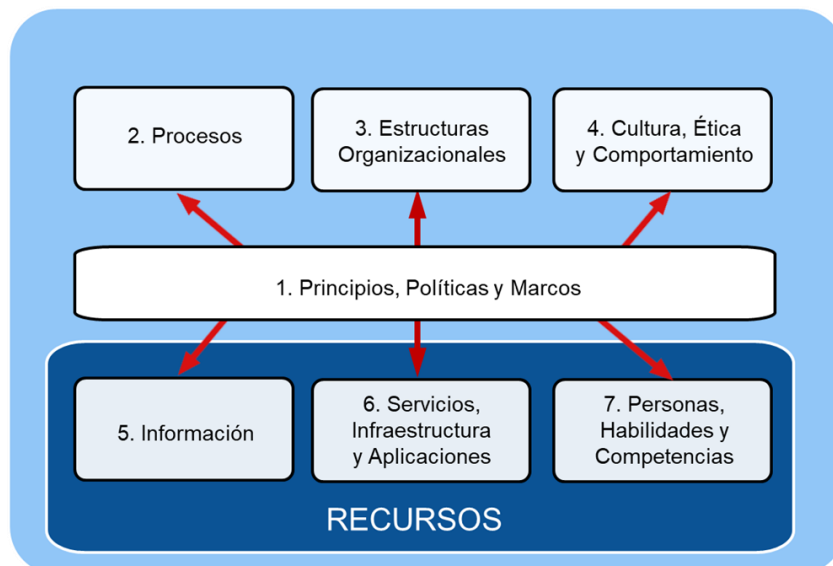 2. Procesos
3. Estructuras
Organizacionales
4. Cultura, Ética
y Comportamiento
1. Principios, Políticas y Marcos
5. Información
6. Servicios,
Infraestructura
y Aplicaciones
7. Personas,
Habilidades y
Competencias
RECURSOS